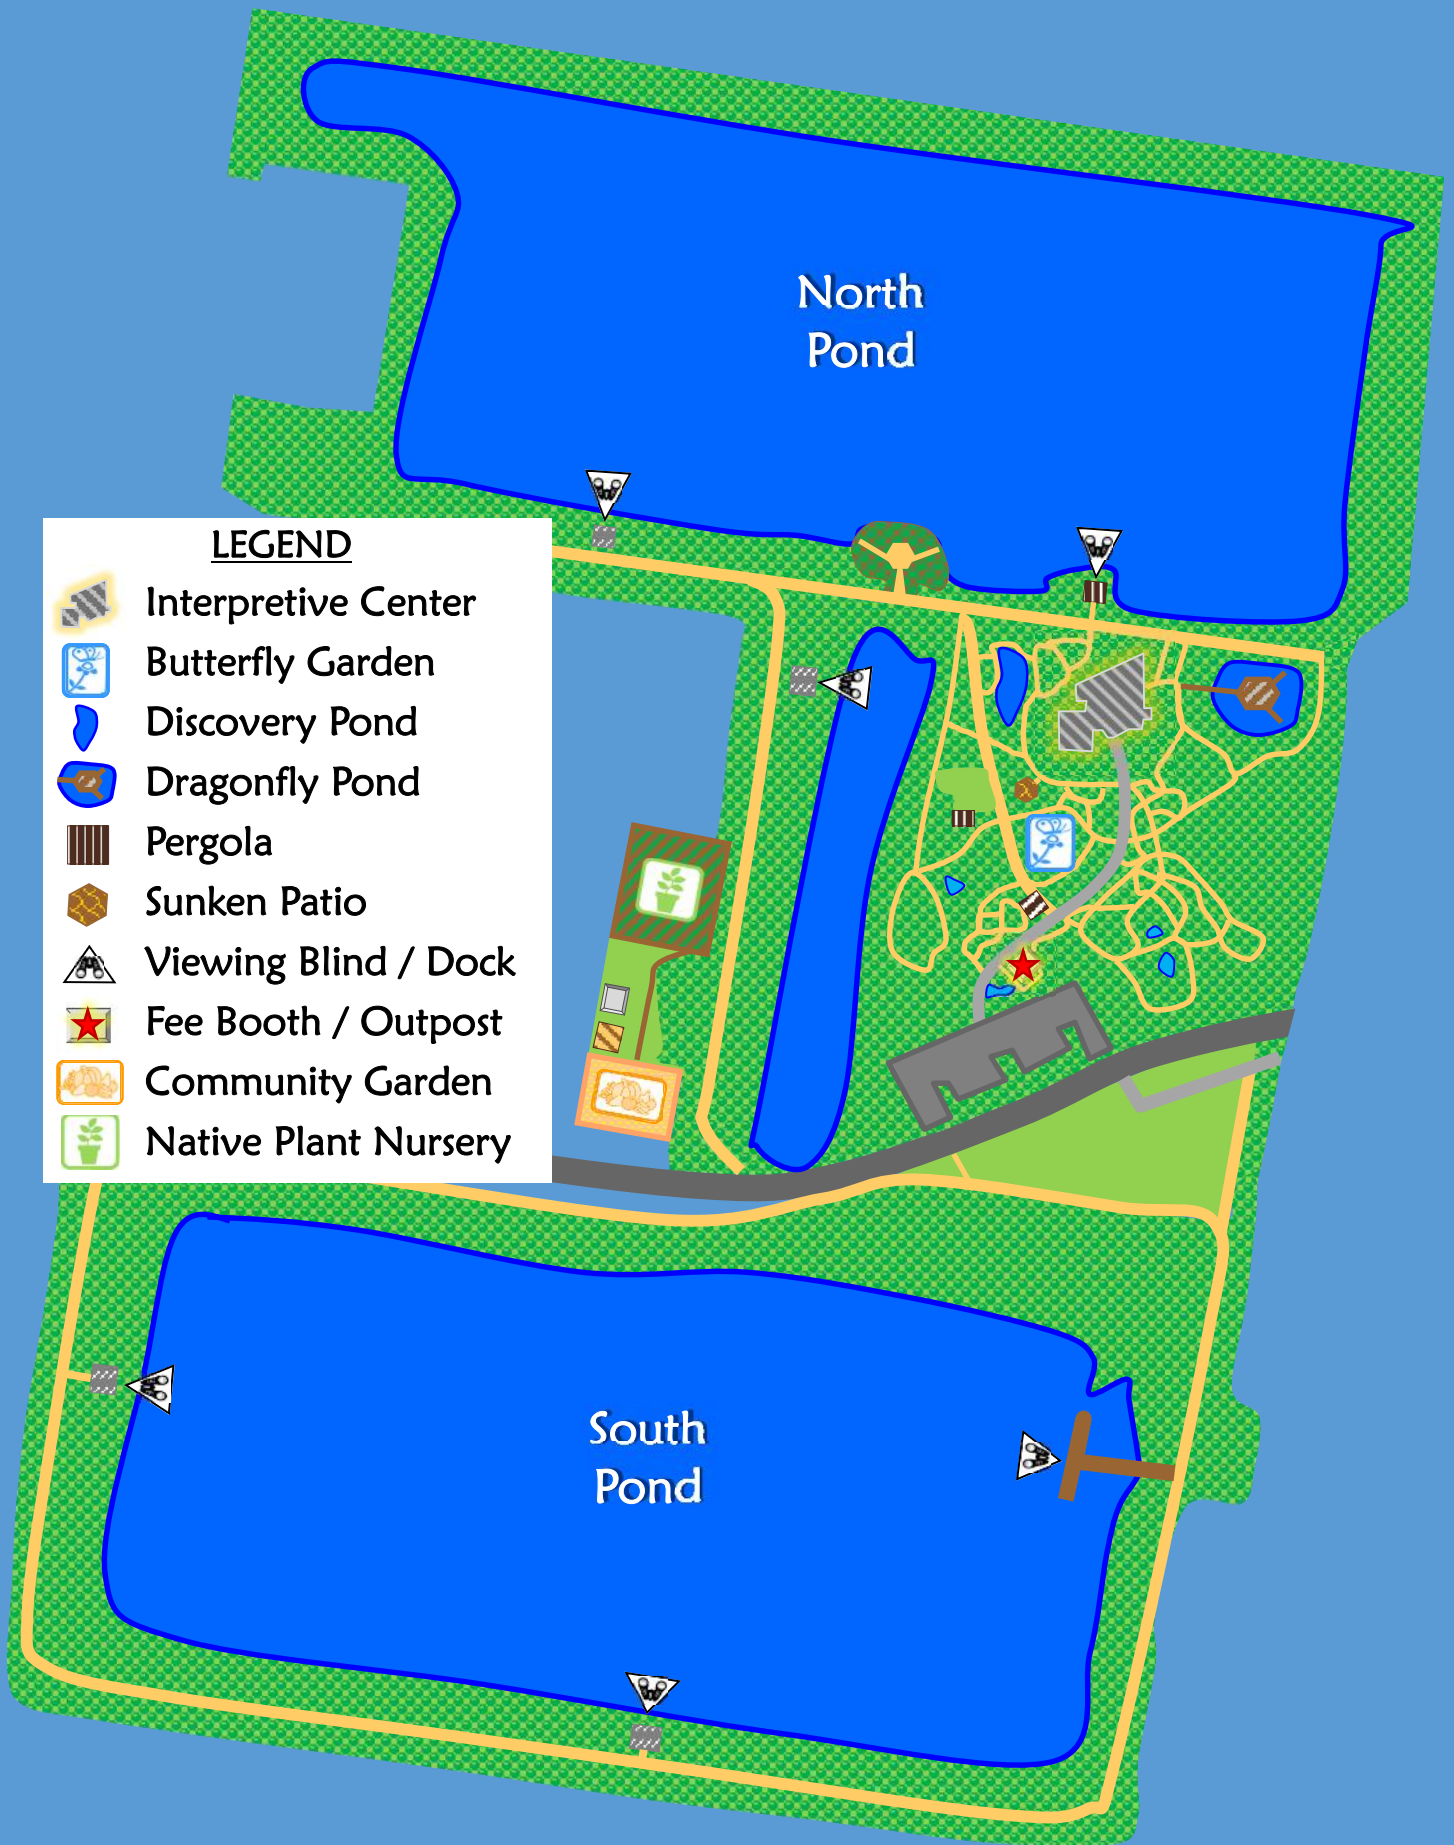 North
Pond
LEGEND
Interpretive Center
Butterfly Garden
Discovery Pond
Dragonfly Pond
Pergola
Sunken Patio
Viewing Blind / Dock
Fee Booth / Outpost
Community Garden
Native Plant Nursery
South
Pond